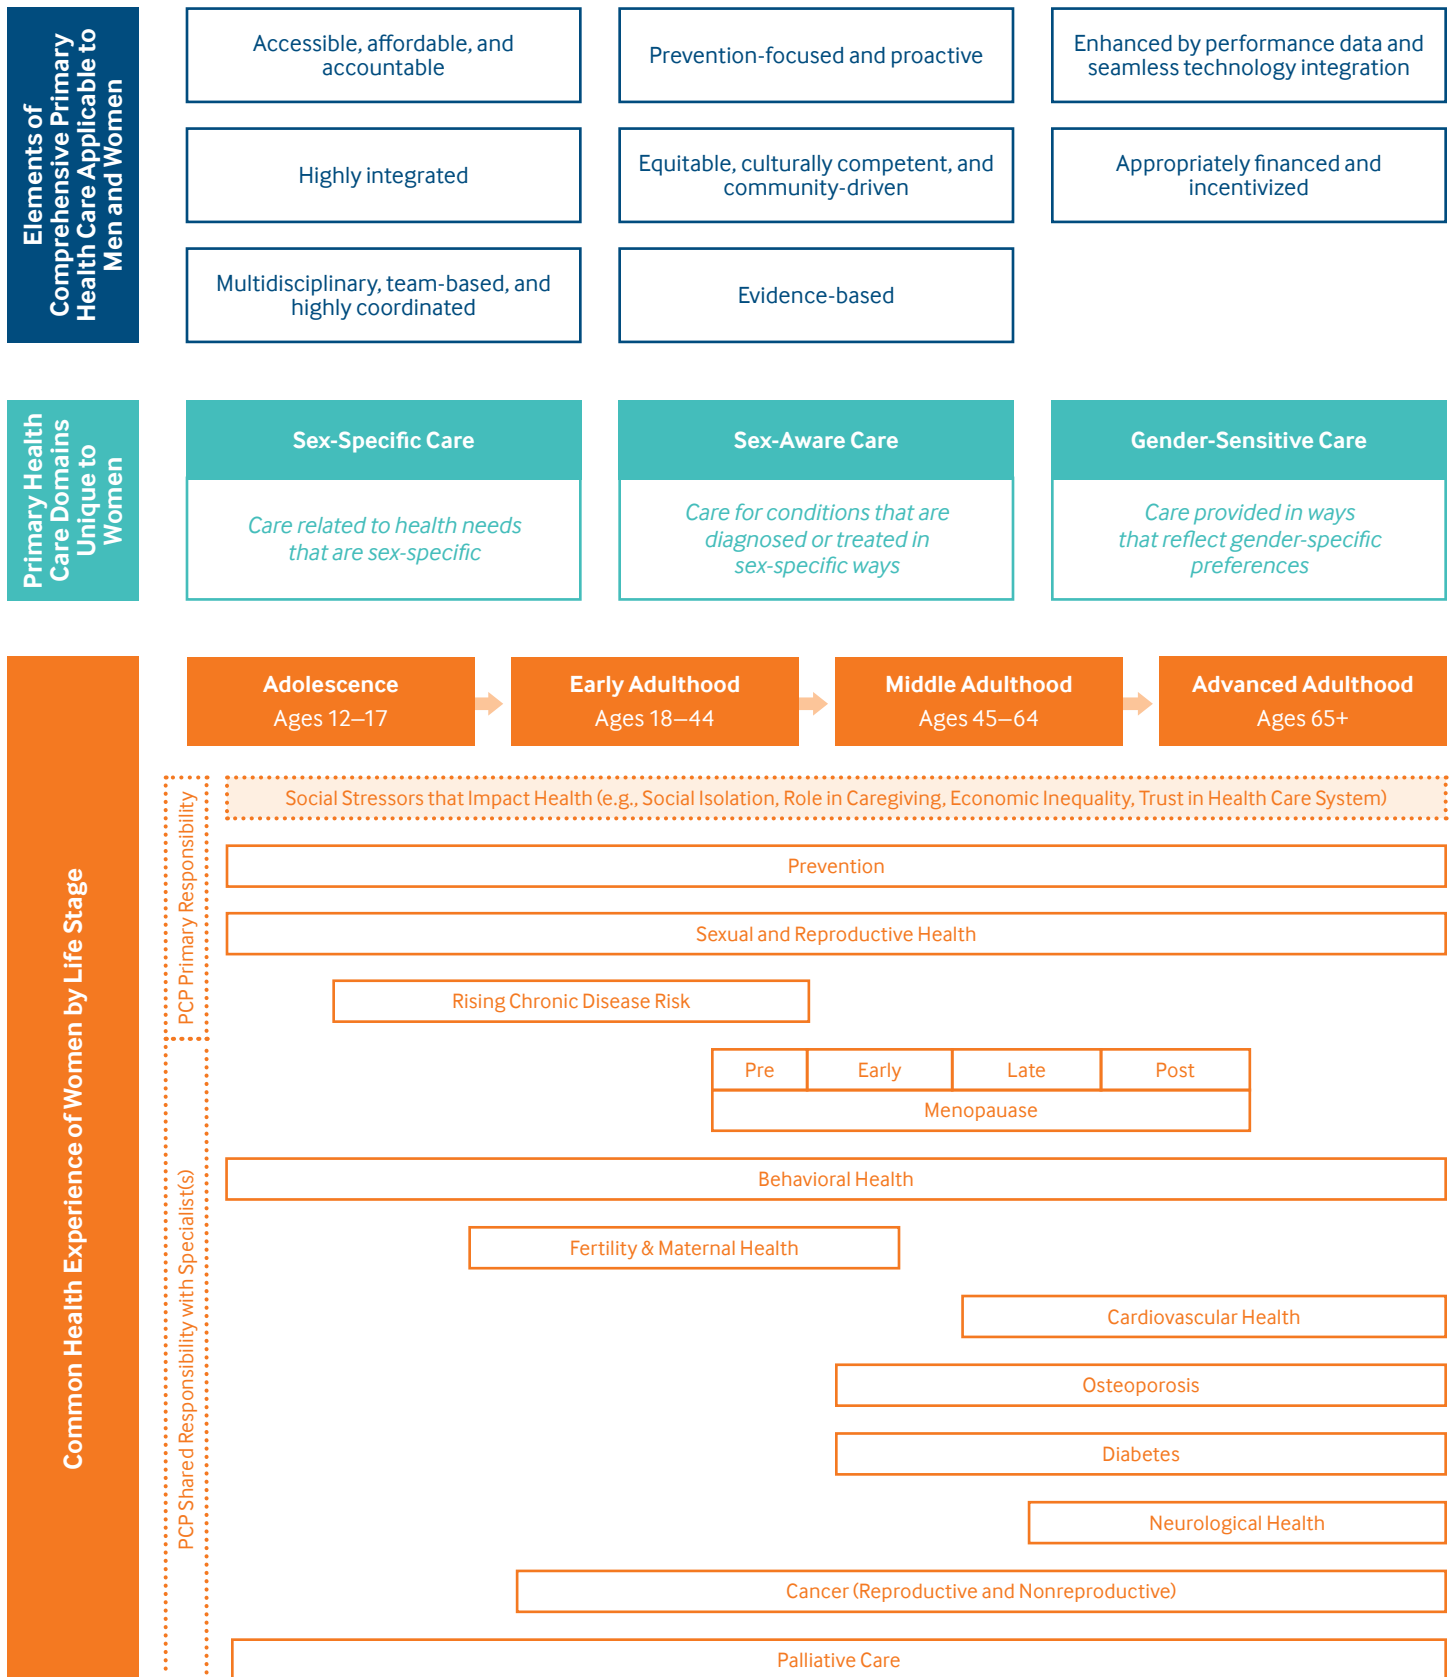 Elements of
Comprehensive Primary
Health Care Applicable to
Men and Women
Accessible, affordable, and
accountable
Prevention-focused and proactive
Enhanced by performance data and
seamless technology integration
Highly integrated
Equitable, culturally competent, and
community-driven
Appropriately financed and
incentivized
Multidisciplinary, team-based, and
highly coordinated
Evidence-based
Primary Health
Care Domains
Unique to
Women
Sex-Specific Care
Care related to health needs
that are sex-specific
Sex-Aware Care
Care for conditions that are
diagnosed or treated in
sex-specific ways
Gender-Sensitive Care
Care provided in ways
that reflect gender-specific
preferences
Common Health Experience of Women by Life Stage
Adolescence
Ages 12–17
Early Adulthood
Ages 18–44
Middle Adulthood
Ages 45–64
Advanced Adulthood
Ages 65+
PCP Primary Responsibility
Social Stressors that Impact Health (e.g., Social Isolation, Role in Caregiving, Economic Inequality, Trust in Health Care System)
Prevention
Sexual and Reproductive Health
Rising Chronic Disease Risk
PCP Shared Responsibility with Specialist(s)
Pre
Early
Late
Post
Menopauase
Behavioral Health
Fertility & Maternal Health
Cardiovascular Health
Osteoporosis
Diabetes
Neurological Health
Cancer (Reproductive and Nonreproductive)
Palliative Care